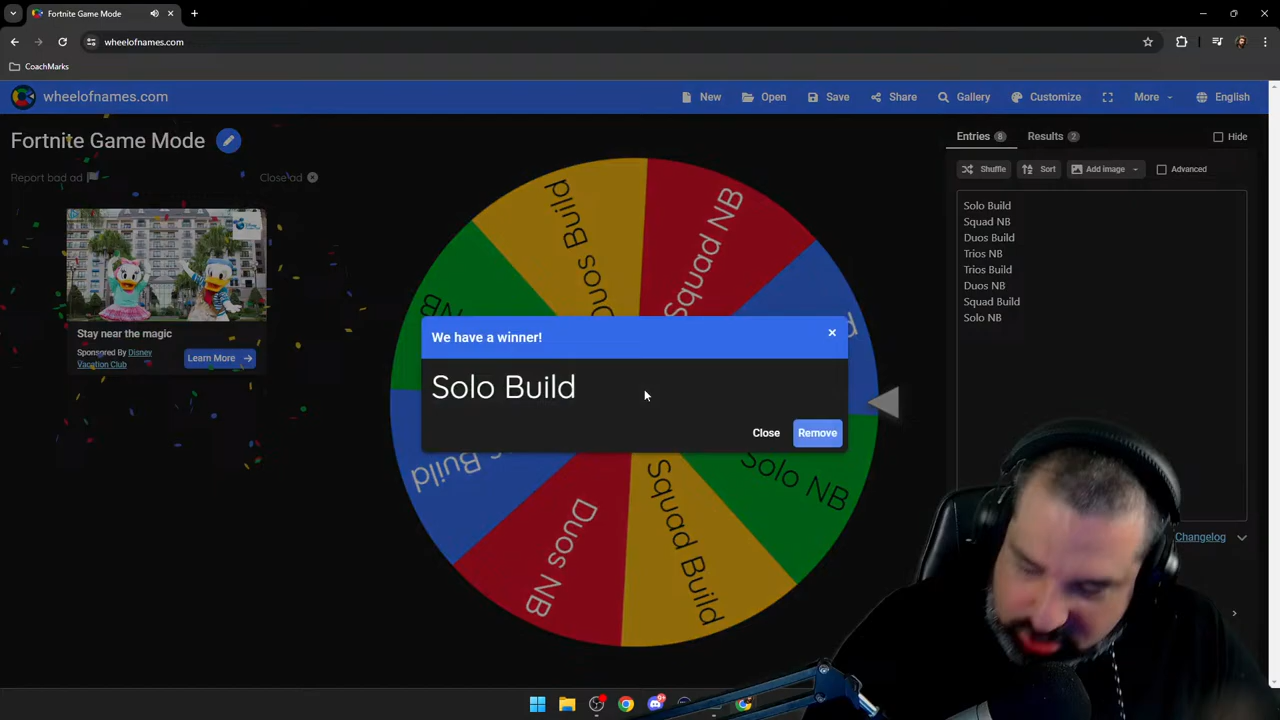 Fortnite Game Mode
wheelofnames.com
CoachMarks
wheelofnames.com
New
Open
Save
Share
Gallery
Customize
More
English
Fortnite Game Mode
Report bad ad
Close ad
Stay near the magic
Sponsored By Disney
Vacation Club
Learn More
Entries 8
Results 2
Hide
Shuffle
Sort
Add image
Advanced
Solo Build
Squad NB
Duos Build
Trios NB
Trios Build
Duos NB
Squad Build
Solo NB
Duos Build
Squad NB
NB
We have a winner!
Solo Build
Close
Remove
s Build
Duos NB
Squad Build
Solo NB
Changelog
9+